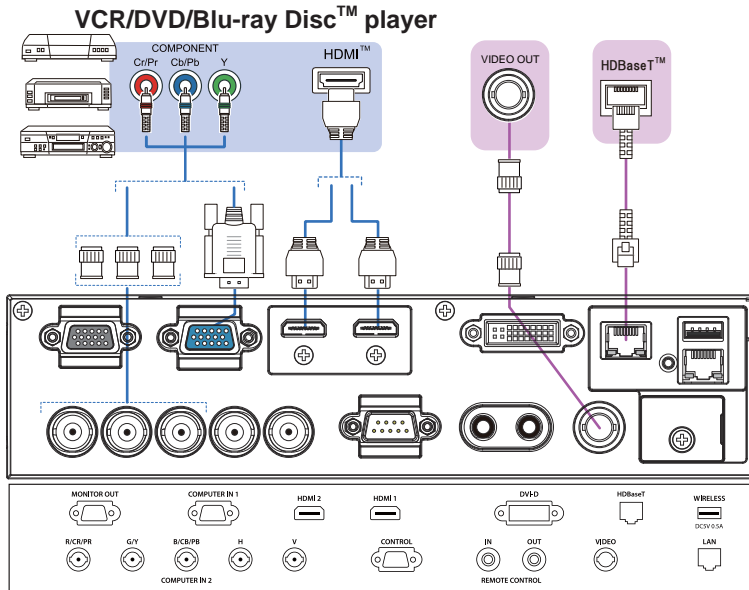 VCR/DVD/Blu-ray Disc™ player
COMPONENT
Cr/Pr Cb/Pb Y
HDMI™
VIDEO OUT
HDBaseT™
MONITOR OUT COMPUTER IN 1 HDMI 2 HDMI 1 DVI-D HDBaseT WIRELESS
DC5V 0.5A
R/CR/PR G/Y B/CB/PB H V CONTROL IN OUT VIDEO LAN
COMPUTER IN 2 REMOTE CONTROL